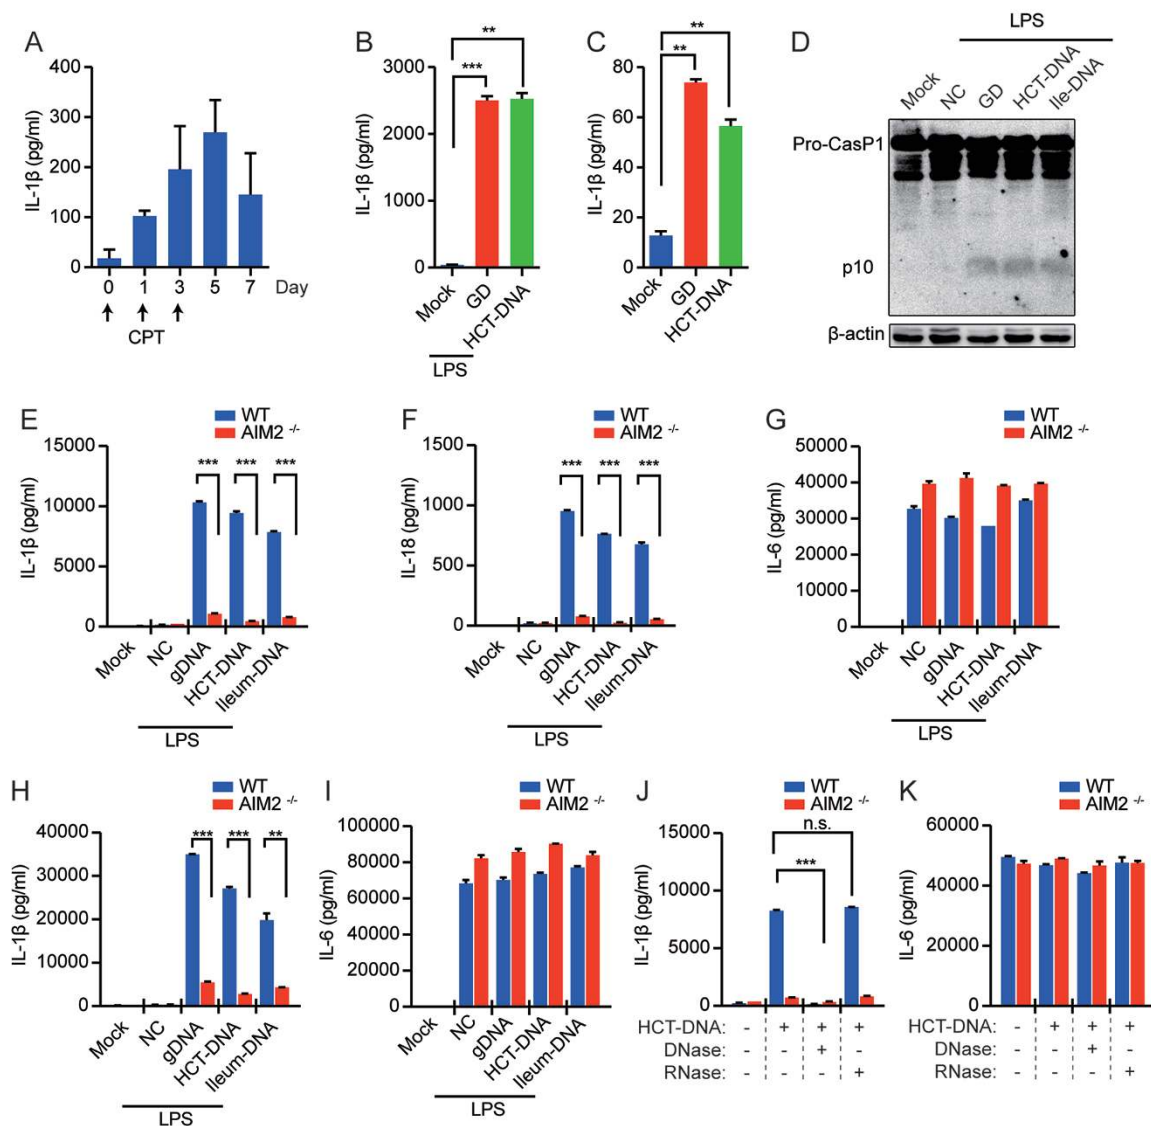 A
IL-1β (pg/ml)
400
300
200
100
0
0 1 3 5 7 Day
CPT
B
IL-1β (pg/ml)
**
***
3000
2000
1000
0
Mock
GD
HCT-DNA
LPS
C
IL-1β (pg/ml)
**
**
80
60
40
20
0
Mock
GD
HCT-DNA
D
LPS
Mock
NC
GD
HCT-DNA
Ile-DNA
Pro-CasP1
p10
β-actin
E
WT
AIM2 -/-
IL-1β (pg/ml)
15000
10000
5000
0
*** *** ***
Mock
NC
gDNA
HCT-DNA
Ileum-DNA
LPS
F
WT
AIM2 -/-
IL-18 (pg/ml)
1500
1000
500
0
*** *** ***
Mock
NC
gDNA
HCT-DNA
Ileum-DNA
LPS
G
WT
AIM2 -/-
IL-6 (pg/ml)
50000
40000
30000
20000
10000
0
Mock
NC
gDNA
HCT-DNA
Ileum-DNA
LPS
H
WT
AIM2 -/-
IL-1β (pg/ml)
40000
30000
20000
10000
0
*** *** **
Mock
NC
gDNA
HCT-DNA
Ileum-DNA
LPS
I
WT
AIM2 -/-
IL-6 (pg/ml)
100000
80000
60000
40000
20000
0
Mock
NC
gDNA
HCT-DNA
Ileum-DNA
LPS
J
WT
AIM2 -/-
IL-1β (pg/ml)
15000
10000
5000
0
n.s.
***
HCT-DNA: - + + +
DNase: - - + -
RNase: - - - +
K
WT
AIM2 -/-
IL-6 (pg/ml)
60000
40000
20000
0
HCT-DNA: - + + +
DNase: - - + -
RNase: - - - +